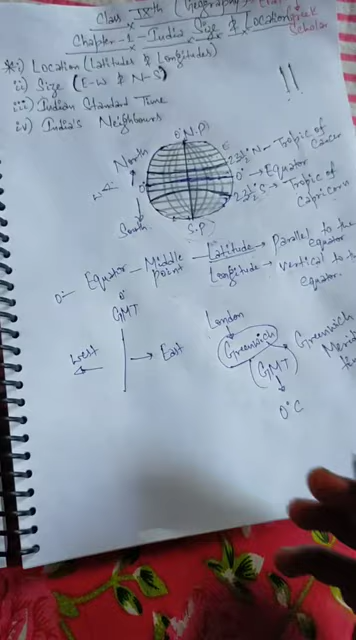 Class - IXth (Geography)
Chapter-1 - India Size & Location
Scholar
*i) Location (Latitudes & Longitudes)
ii) Size (E-W & N-S)
iii) Indian Standard Time
iv) India's Neighbours
0° N.P)
North
E
23½°N - Tropic of Cancer
W
0°
0° → Equator
23½°S → Tropic of Capricorn
South
S.P)
0° - Equator - Middle point
Latitude → Parallel to the equator
Longitude → vertical to the equator.
0°
GMT
West
East
London
Greenwich
GMT
0°C
Greenwich